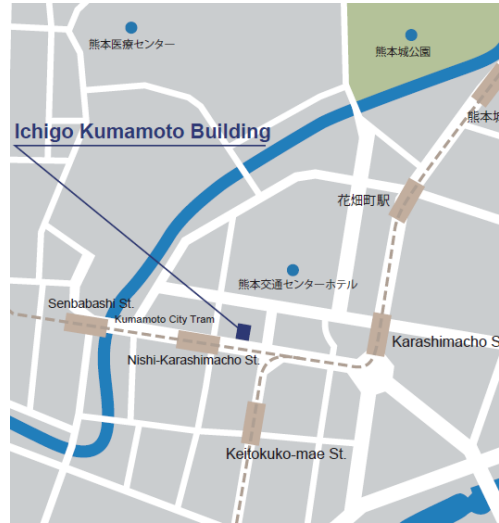 熊本医療センター
熊本城公園
熊本城
Ichigo Kumamoto Building
花畑町駅
熊本交通センターホテル
Senbabashi St.
Kumamoto City Tram
Karashimacho S
Nishi-Karashimacho St.
Keitokuko-mae St.